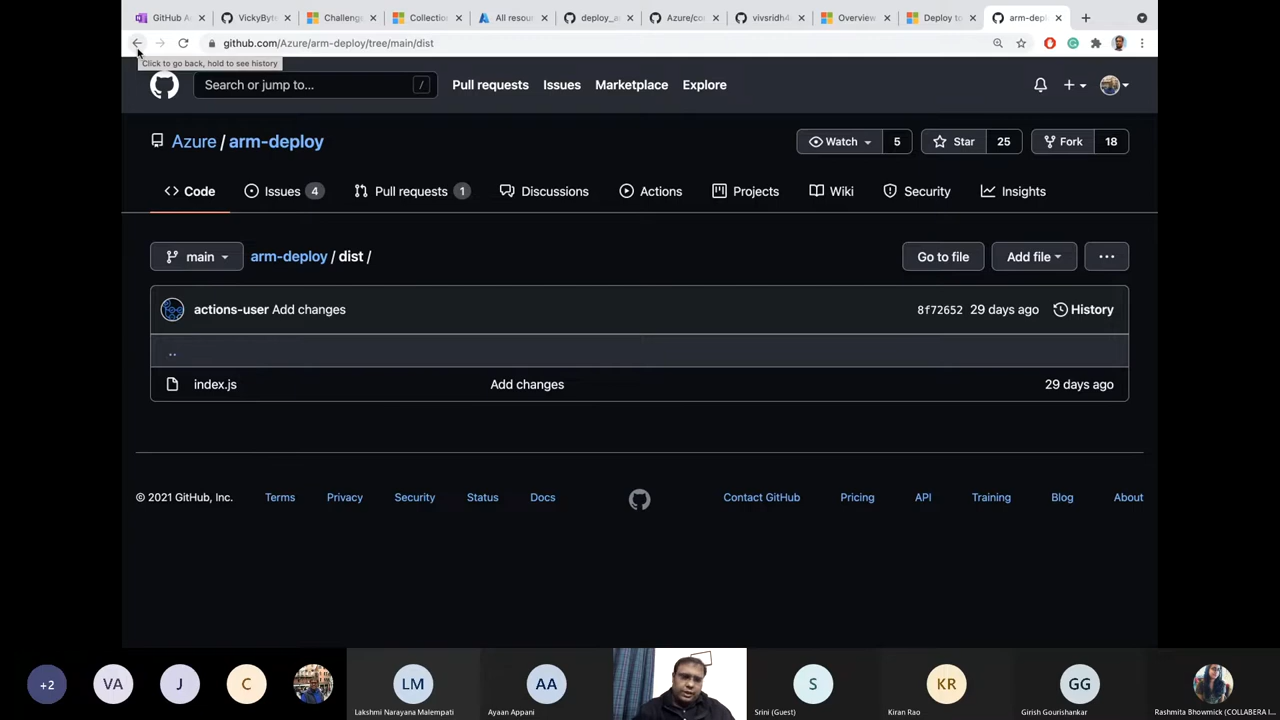 GitHub A
VickyByte
Challeng
Collectio
All resou
deploy_a
Azure/co
vivsridh4
Overview
Deploy to
arm-depl
github.com/Azure/arm-deploy/tree/main/dist
Click to go back, hold to see history
Search or jump to...
/
Pull requests
Issues
Marketplace
Explore
Azure / arm-deploy
Watch 5
Star 25
Fork 18
Code
Issues 4
Pull requests 1
Discussions
Actions
Projects
Wiki
Security
Insights
main
arm-deploy / dist /
Go to file
Add file
...
actions-user Add changes
8f72652 29 days ago
History
..
index.js
Add changes
29 days ago
© 2021 GitHub, Inc.
Terms
Privacy
Security
Status
Docs
Contact GitHub
Pricing
API
Training
Blog
About
+2
VA
J
C
LM
AA
S
KR
GG
Lakshmi Narayana Malempati
Ayaan Appani
Srini (Guest)
Kiran Rao
Girish Gourishankar
Rashmita Bhowmick (COLLABERA I...